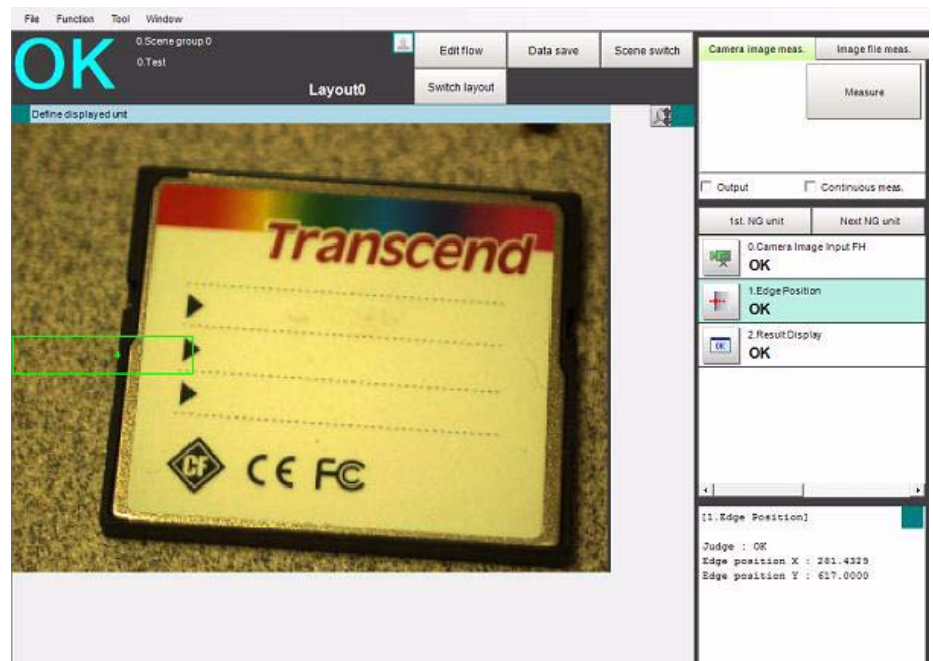 File Function Tool Window
OK
0.Scene group 0
0.Test
Layout0
Edit flow Data save Scene switch
Switch layout
Define displayed unit
Transcend
CF CE FC
Camera image meas. Image file meas.
Measure
Output Continuous meas.
1st. NG unit Next NG unit
0.Camera Image Input FH
OK
1.Edge Position
OK
OK
2.Result Display
OK
[1.Edge Position]
Judge : OK
Edge position X : 281.4329
Edge position Y : 617.0000